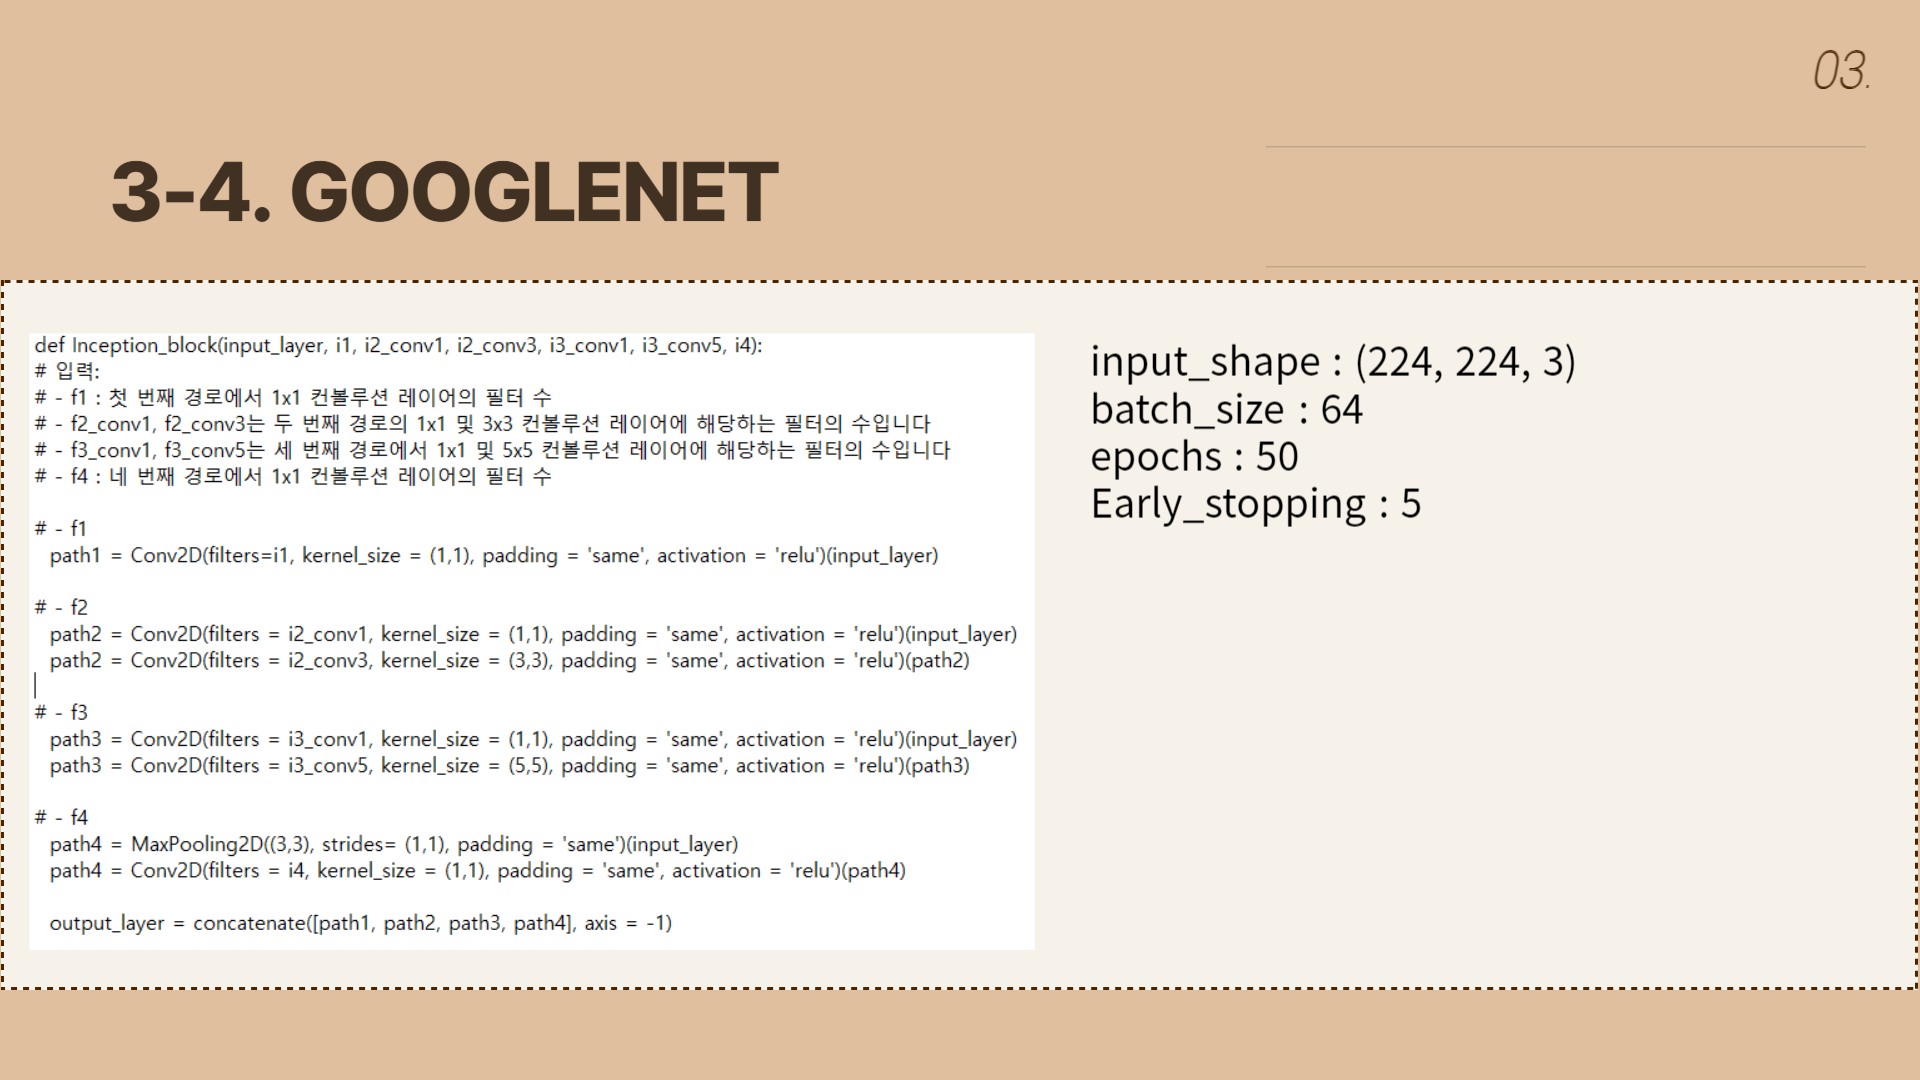 03.
3-4. GOOGLENET
def Inception_block(input_layer, i1, i2_conv1, i2_conv3, i3_conv1, i3_conv5, i4):
# 입력:
# - f1 : 첫 번째 경로에서 1x1 컨볼루션 레이어의 필터 수
# - f2_conv1, f2_conv3는 두 번째 경로의 1x1 및 3x3 컨볼루션 레이어에 해당하는 필터의 수입니다
# - f3_conv1, f3_conv5는 세 번째 경로에서 1x1 및 5x5 컨볼루션 레이어에 해당하는 필터의 수입니다
# - f4 : 네 번째 경로에서 1x1 컨볼루션 레이어의 필터 수
# - f1
path1 = Conv2D(filters=i1, kernel_size = (1,1), padding = 'same', activation = 'relu')(input_layer)
# - f2
path2 = Conv2D(filters = i2_conv1, kernel_size = (1,1), padding = 'same', activation = 'relu')(input_layer)
path2 = Conv2D(filters = i2_conv3, kernel_size = (3,3), padding = 'same', activation = 'relu')(path2)
# - f3
path3 = Conv2D(filters = i3_conv1, kernel_size = (1,1), padding = 'same', activation = 'relu')(input_layer)
path3 = Conv2D(filters = i3_conv5, kernel_size = (5,5), padding = 'same', activation = 'relu')(path3)
# - f4
path4 = MaxPooling2D((3,3), strides= (1,1), padding = 'same')(input_layer)
path4 = Conv2D(filters = i4, kernel_size = (1,1), padding = 'same', activation = 'relu')(path4)
output_layer = concatenate([path1, path2, path3, path4], axis = -1)
input_shape : (224, 224, 3)
batch_size : 64
epochs : 50
Early_stopping : 5